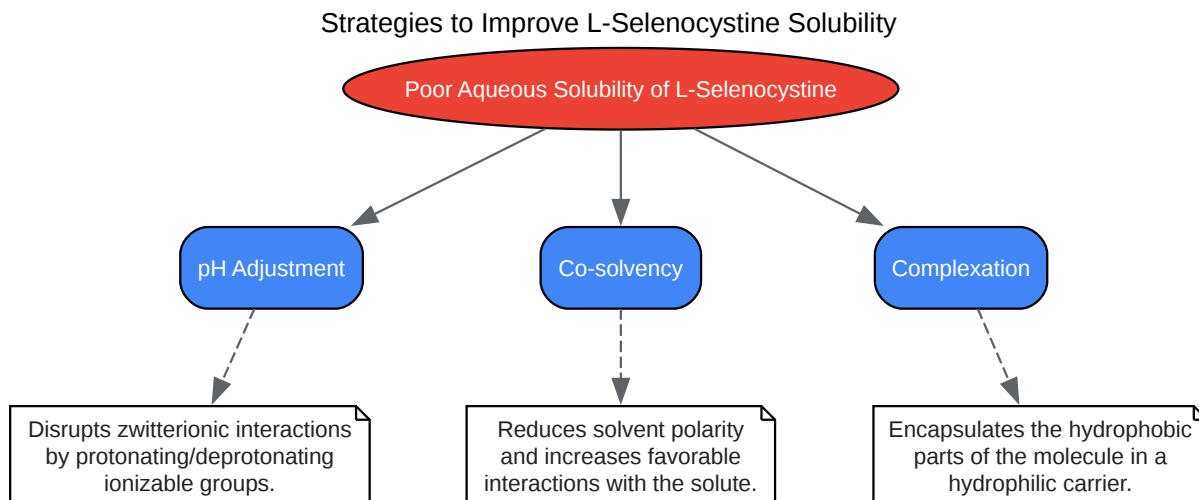 Strategies to Improve L-Selenocystine Solubility
Poor Aqueous Solubility of L-Selenocystine
pH Adjustment
Co-solvency
Complexation
Disrupts zwitterionic interactions
by protonating/deprotonating
ionizable groups.
Reduces solvent polarity
and increases favorable
interactions with the solute.
Encapsulates the hydrophobic
parts of the molecule in a
hydrophilic carrier.